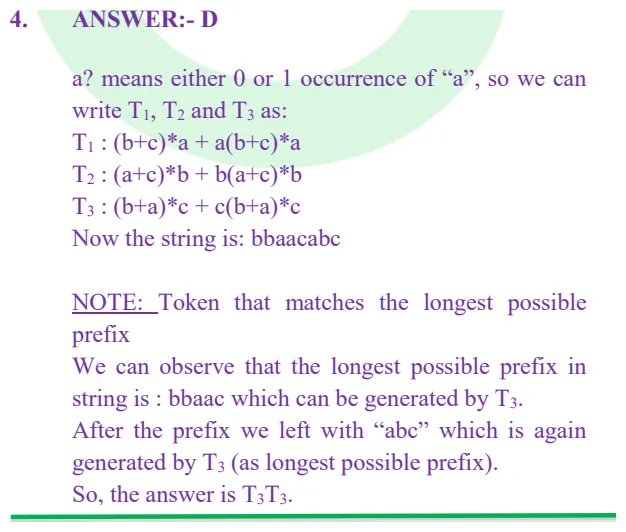 4. ANSWER:- D
a? means either 0 or 1 occurrence of “a”, so we can
write T₁, T₂ and T₃ as:
T₁ : (b+c)*a + a(b+c)*a
T₂ : (a+c)*b + b(a+c)*b
T₃ : (b+a)*c + c(b+a)*c
Now the string is: bbaacabc
NOTE: Token that matches the longest possible
prefix
We can observe that the longest possible prefix in
string is : bbaac which can be generated by T₃.
After the prefix we left with “abc” which is again
generated by T₃ (as longest possible prefix).
So, the answer is T₃T₃.